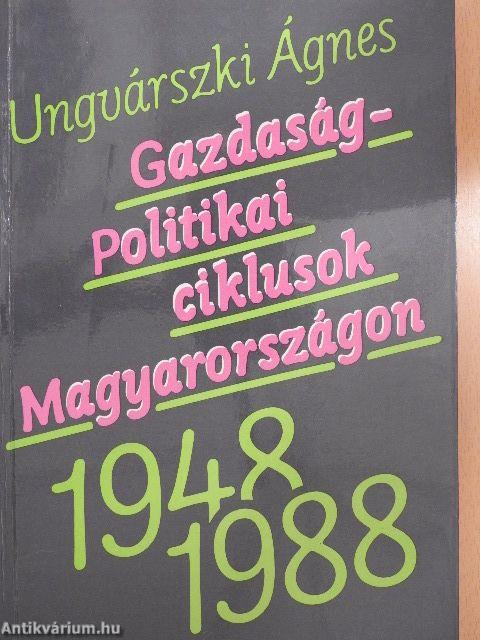 Ungvárszki Ágnes
Gazdaság-
Politikai
ciklusok
Magyarországon
1948
1988
Antikvárium.hu